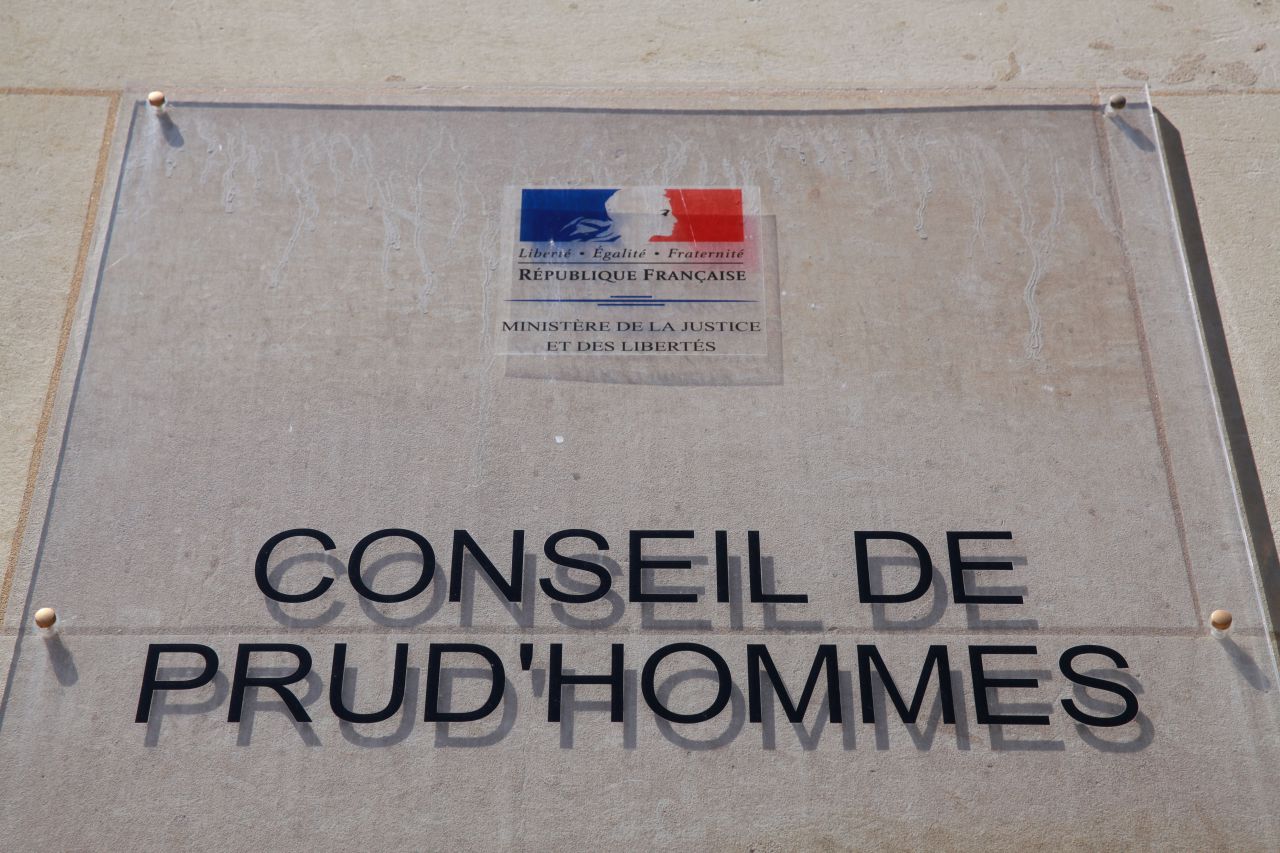 Liberté • Égalité • Fraternité
RÉPUBLIQUE FRANÇAISE
MINISTÈRE DE LA JUSTICE
ET DES LIBERTÉS
CONSEIL DE
PRUD'HOMMES